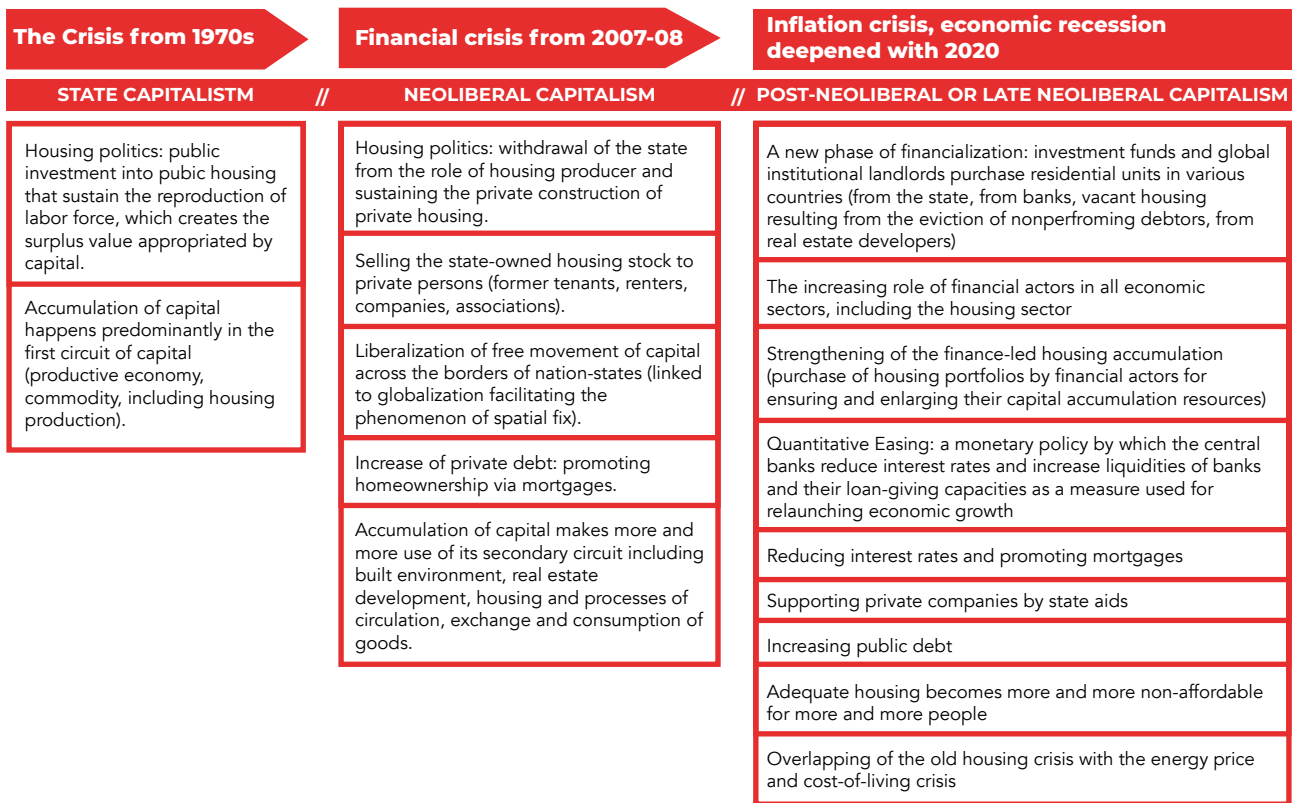 The Crisis from 1970s
Financial crisis from 2007-08
Inflation crisis, economic recession
deepened with 2020
STATE CAPITALISTM // NEOLIBERAL CAPITALISM // POST-NEOLIBERAL OR LATE NEOLIBERAL CAPITALISM
Housing politics: public
investment into pubic housing
that sustain the reproduction of
labor force, which creates the
surplus value appropriated by
capital.
Accumulation of capital
happens predominantly in the
first circuit of capital
(productive economy,
commodity, including housing
production).
Housing politics: withdrawal of the state
from the role of housing producer and
sustaining the private construction of
private housing.
Selling the state-owned housing stock to
private persons (former tenants, renters,
companies, associations).
Liberalization of free movement of capital
across the borders of nation-states (linked
to globalization facilitating the
phenomenon of spatial fix).
Increase of private debt: promoting
homeownership via mortgages.
Accumulation of capital makes more and
more use of its secondary circuit including
built environment, real estate
development, housing and processes of
circulation, exchange and consumption of
goods.
A new phase of financialization: investment funds and global
institutional landlords purchase residential units in various
countries (from the state, from banks, vacant housing
resulting from the eviction of nonperfroming debtors, from
real estate developers)
The increasing role of financial actors in all economic
sectors, including the housing sector
Strengthening of the finance-led housing accumulation
(purchase of housing portfolios by financial actors for
ensuring and enlarging their capital accumulation resources)
Quantitative Easing: a monetary policy by which the central
banks reduce interest rates and increase liquidities of banks
and their loan-giving capacities as a measure used for
relaunching economic growth
Reducing interest rates and promoting mortgages
Supporting private companies by state aids
Increasing public debt
Adequate housing becomes more and more non-affordable
for more and more people
Overlapping of the old housing crisis with the energy price
and cost-of-living crisis